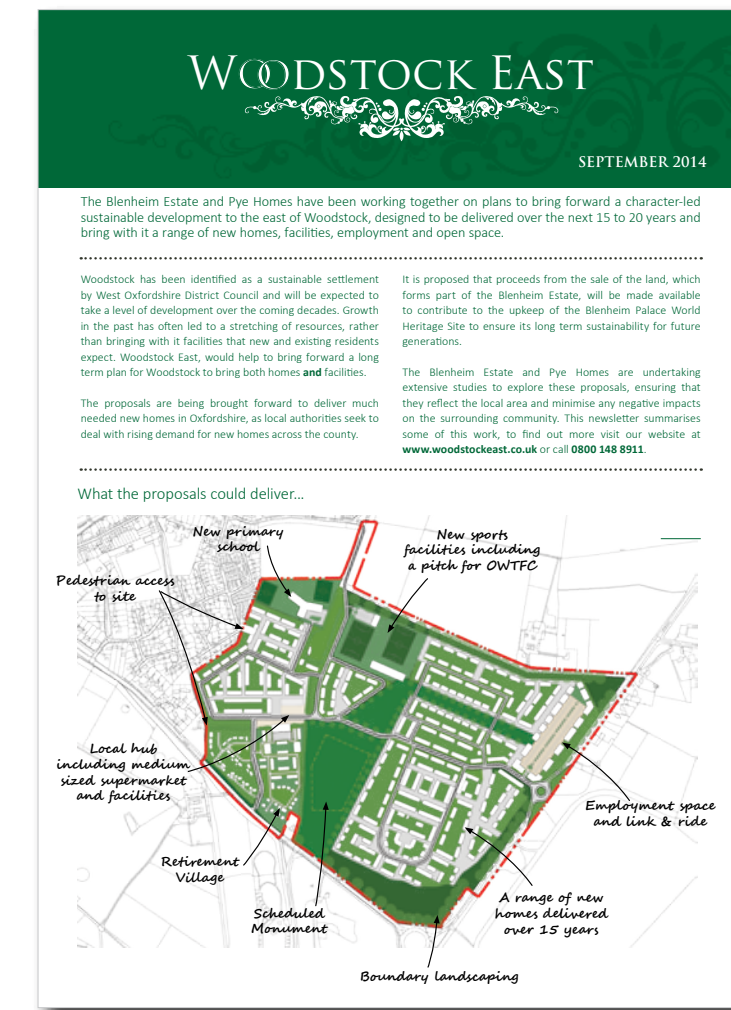 WOODSTOCK EAST
SEPTEMBER 2014
The Blenheim Estate and Pye Homes have been working together on plans to bring forward a character-led
sustainable development to the east of Woodstock, designed to be delivered over the next 15 to 20 years and
bring with it a range of new homes, facilities, employment and open space.
Woodstock has been identified as a sustainable settlement
by West Oxfordshire District Council and will be expected to
take a level of development over the coming decades. Growth
in the past has often led to a stretching of resources, rather
than bringing with it facilities that new and existing residents
expect. Woodstock East, would help to bring forward a long
term plan for Woodstock to bring both homes and facilities.
The proposals are being brought forward to deliver much
needed new homes in Oxfordshire, as local authorities seek to
deal with rising demand for new homes across the county.
It is proposed that proceeds from the sale of the land, which
forms part of the Blenheim Estate, will be made available
to contribute to the upkeep of the Blenheim Palace World
Heritage Site to ensure its long term sustainability for future
generations.
The Blenheim Estate and Pye Homes are undertaking
extensive studies to explore these proposals, ensuring that
they reflect the local area and minimise any negative impacts
on the surrounding community. This newsletter summarises
some of this work, to find out more visit our website at
www.woodstockeast.co.uk or call 0800 148 8911.
What the proposals could deliver...
New primary
school
New sports
facilities including
a pitch for OWTFC
Pedestrian access
to site
Local hub
including medium
sized supermarket
and facilities
Employment space
and link & ride
Retirement
Village
Scheduled
Monument
A range of new
homes delivered
over 15 years
Boundary landscaping